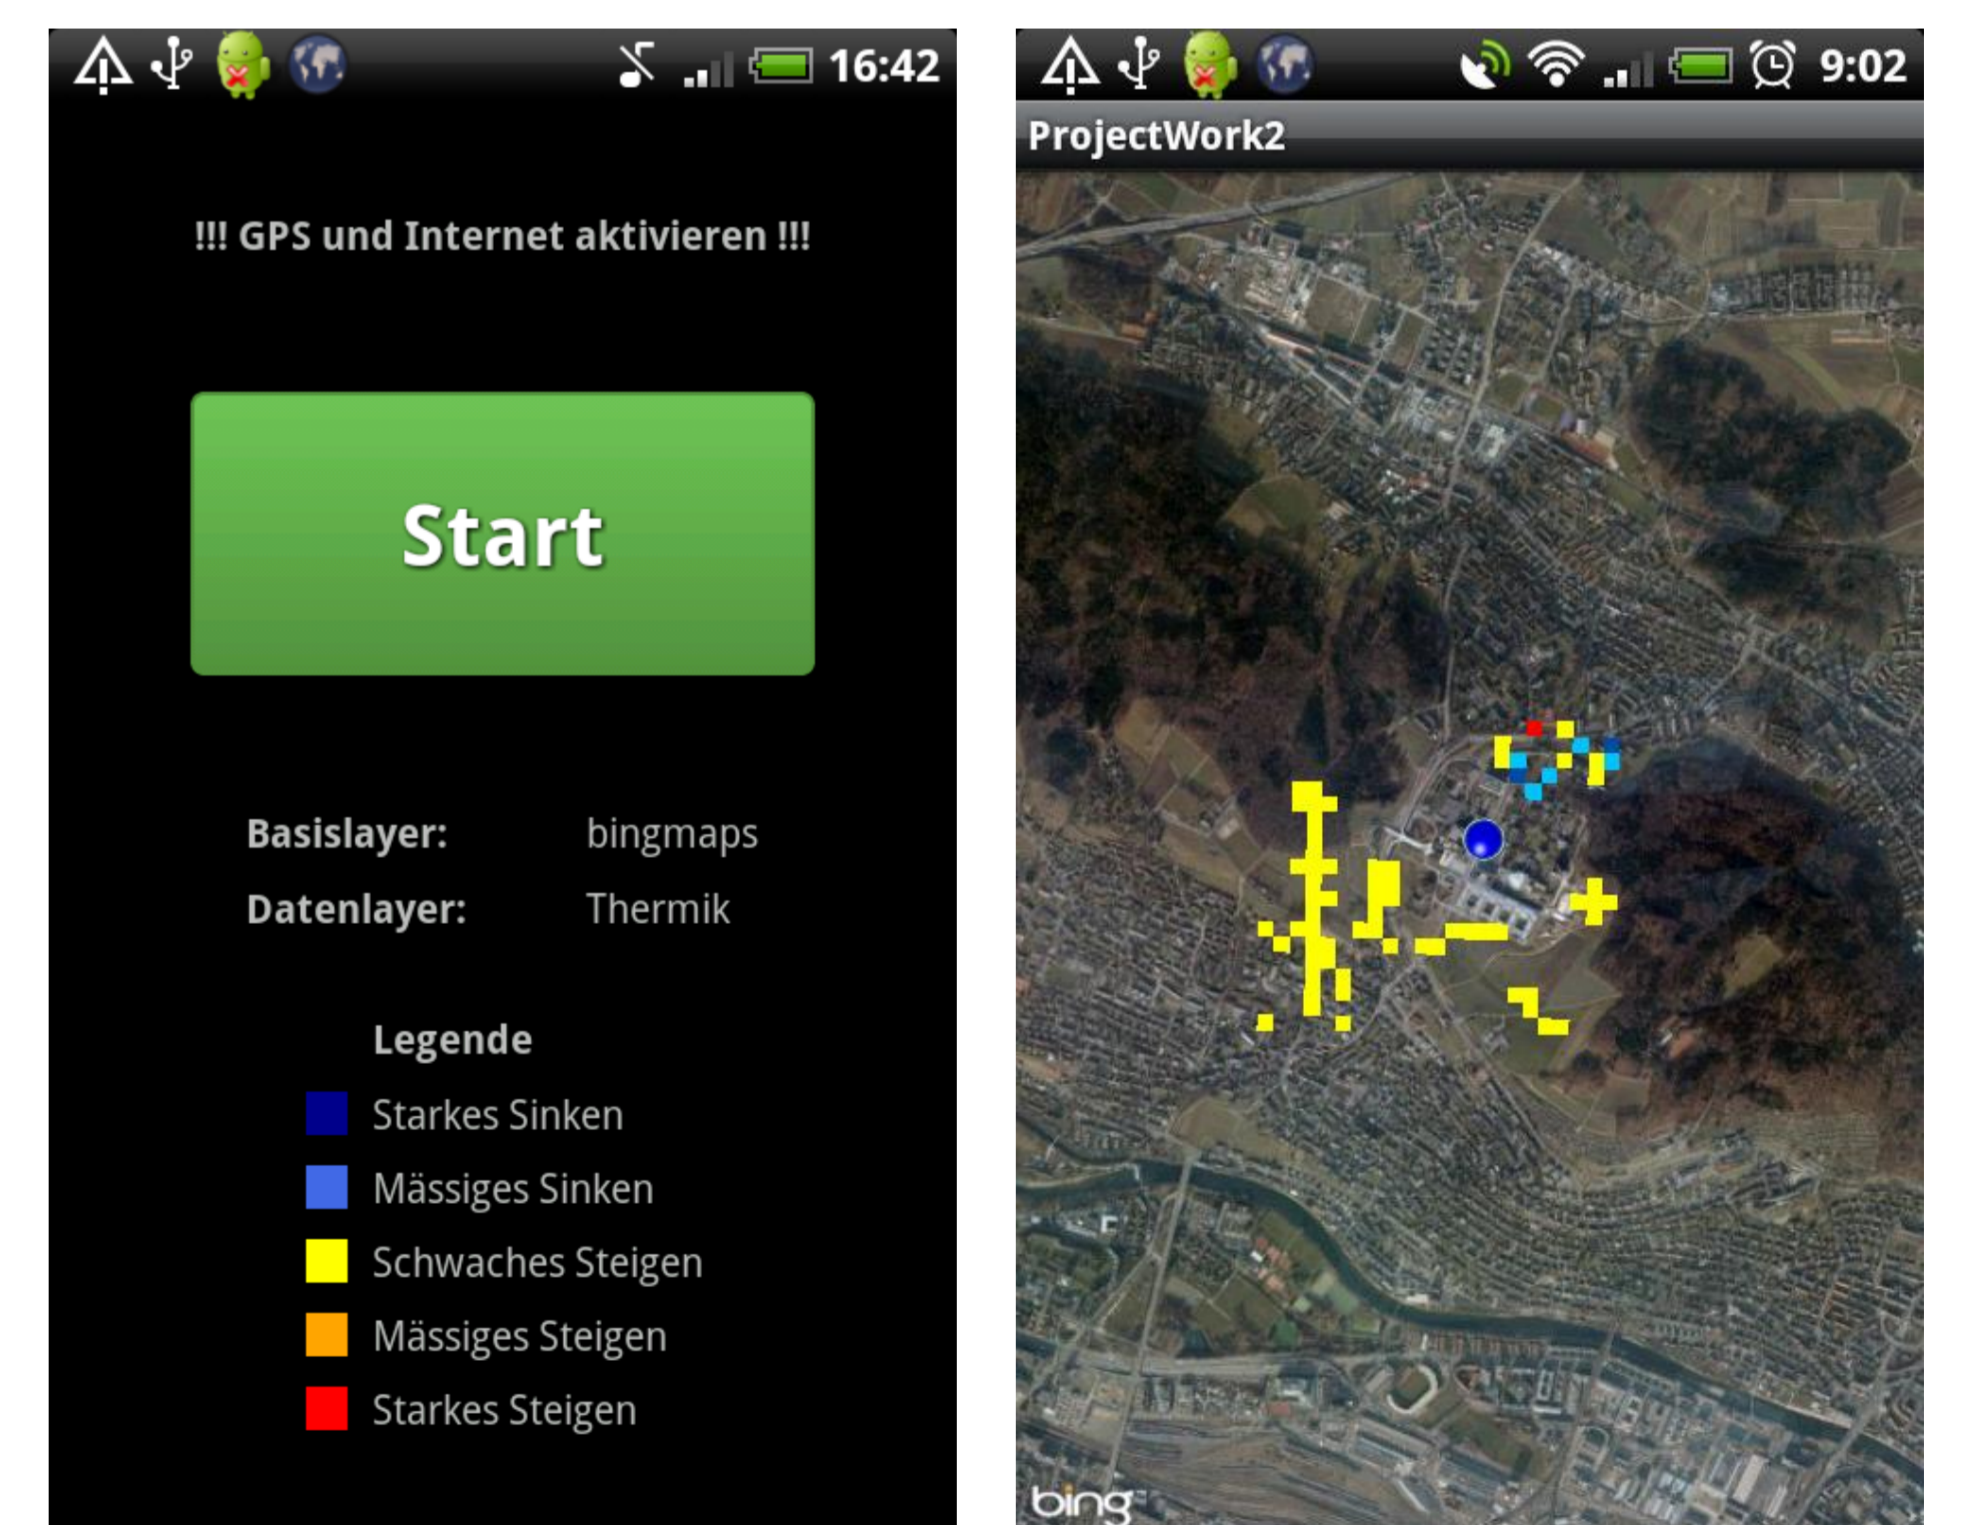 16:42
!!! GPS und Internet aktivieren !!!
Start
Basislayer: bingmaps
Datenlayer: Thermik
Legende
Starkes Sinken
Mässiges Sinken
Schwaches Steigen
Mässiges Steigen
Starkes Steigen
9:02
ProjectWork2
bing